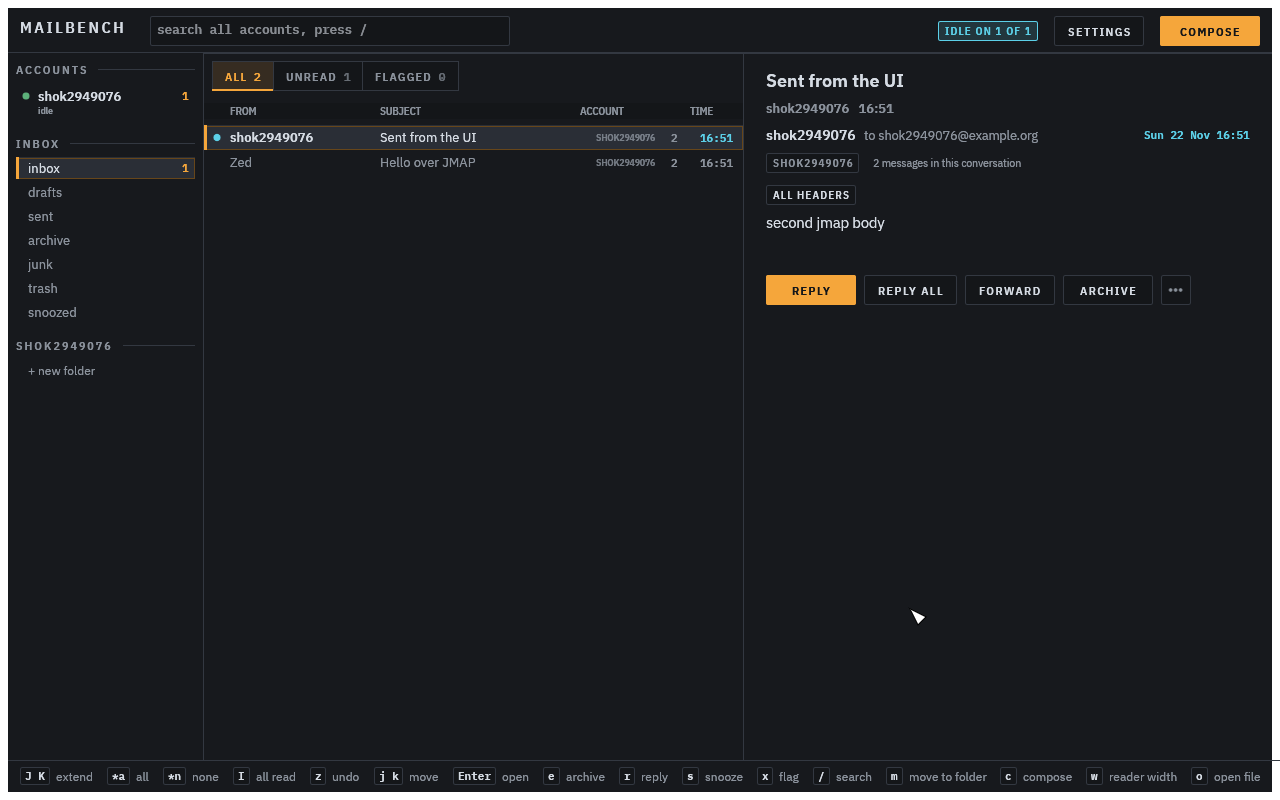 MAILBENCH
search all accounts, press /
IDLE ON 1 OF 1
SETTINGS
COMPOSE
ACCOUNTS
shok2949076 1
idle
INBOX
inbox 1
drafts
sent
archive
junk
trash
snoozed
SHOK2949076
+ new folder
ALL 2 UNREAD 1 FLAGGED 0
FROM SUBJECT ACCOUNT TIME
shok2949076 Sent from the UI SHOK2949076 2 16:51
Zed Hello over JMAP SHOK2949076 2 16:51
Sent from the UI
shok2949076 16:51
shok2949076 to shok2949076@example.org Sun 22 Nov 16:51
SHOK2949076 2 messages in this conversation
ALL HEADERS
second jmap body
REPLY REPLY ALL FORWARD ARCHIVE •••
J K extend *a all *n none I all read z undo j k move Enter open e archive r reply s snooze x flag / search m move to folder c compose w reader width o open file